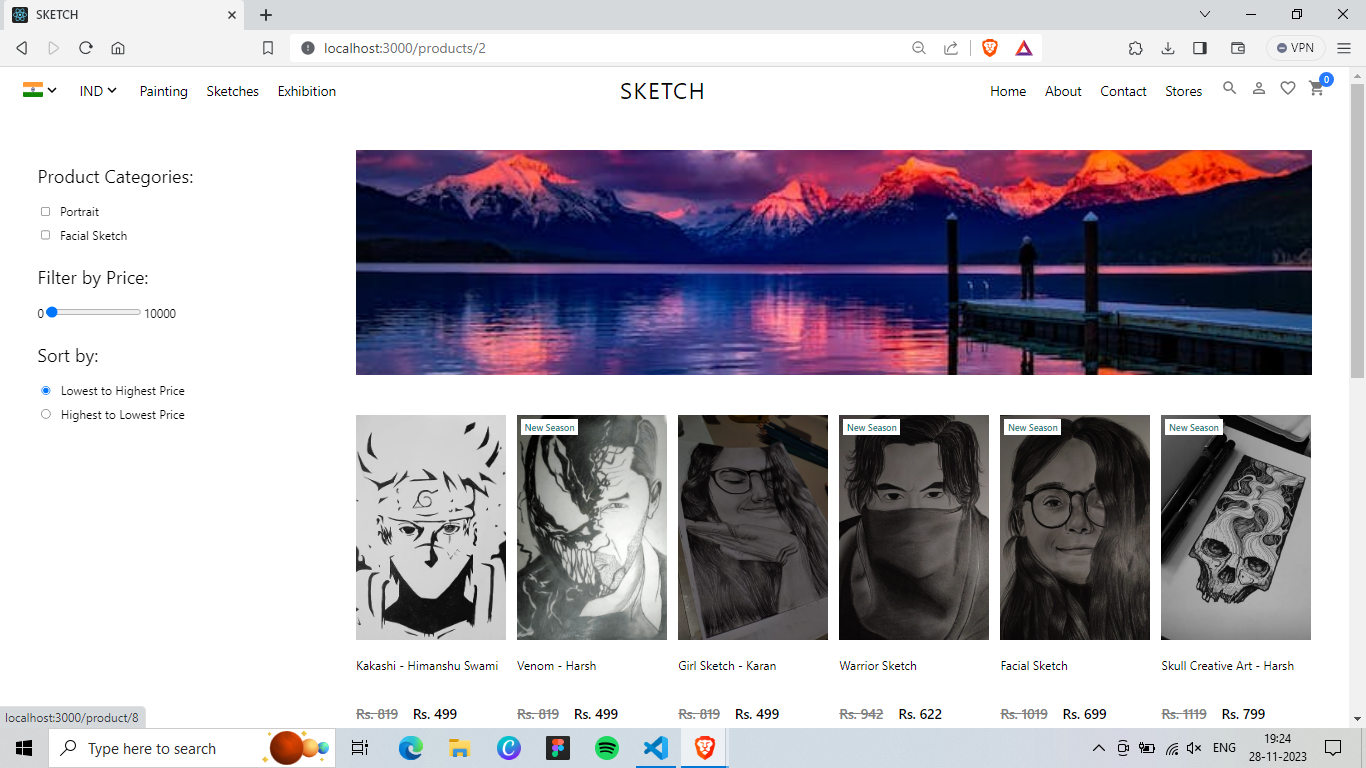 SKETCH
localhost:3000/products/2
VPN
IND
Painting
Sketches
Exhibition
SKETCH
Home
About
Contact
Stores
0
Product Categories:
Portrait
Facial Sketch
Filter by Price:
0
10000
Sort by:
Lowest to Highest Price
Highest to Lowest Price
New Season
New Season
New Season
New Season
Kakashi - Himanshu Swami
Venom - Harsh
Girl Sketch - Karan
Warrior Sketch
Facial Sketch
Skull Creative Art - Harsh
Rs. 819 Rs. 499
Rs. 819 Rs. 499
Rs. 819 Rs. 499
Rs. 942 Rs. 622
Rs. 1019 Rs. 699
Rs. 1119 Rs. 799
localhost:3000/product/8
Type here to search
ENG
19:24
28-11-2023